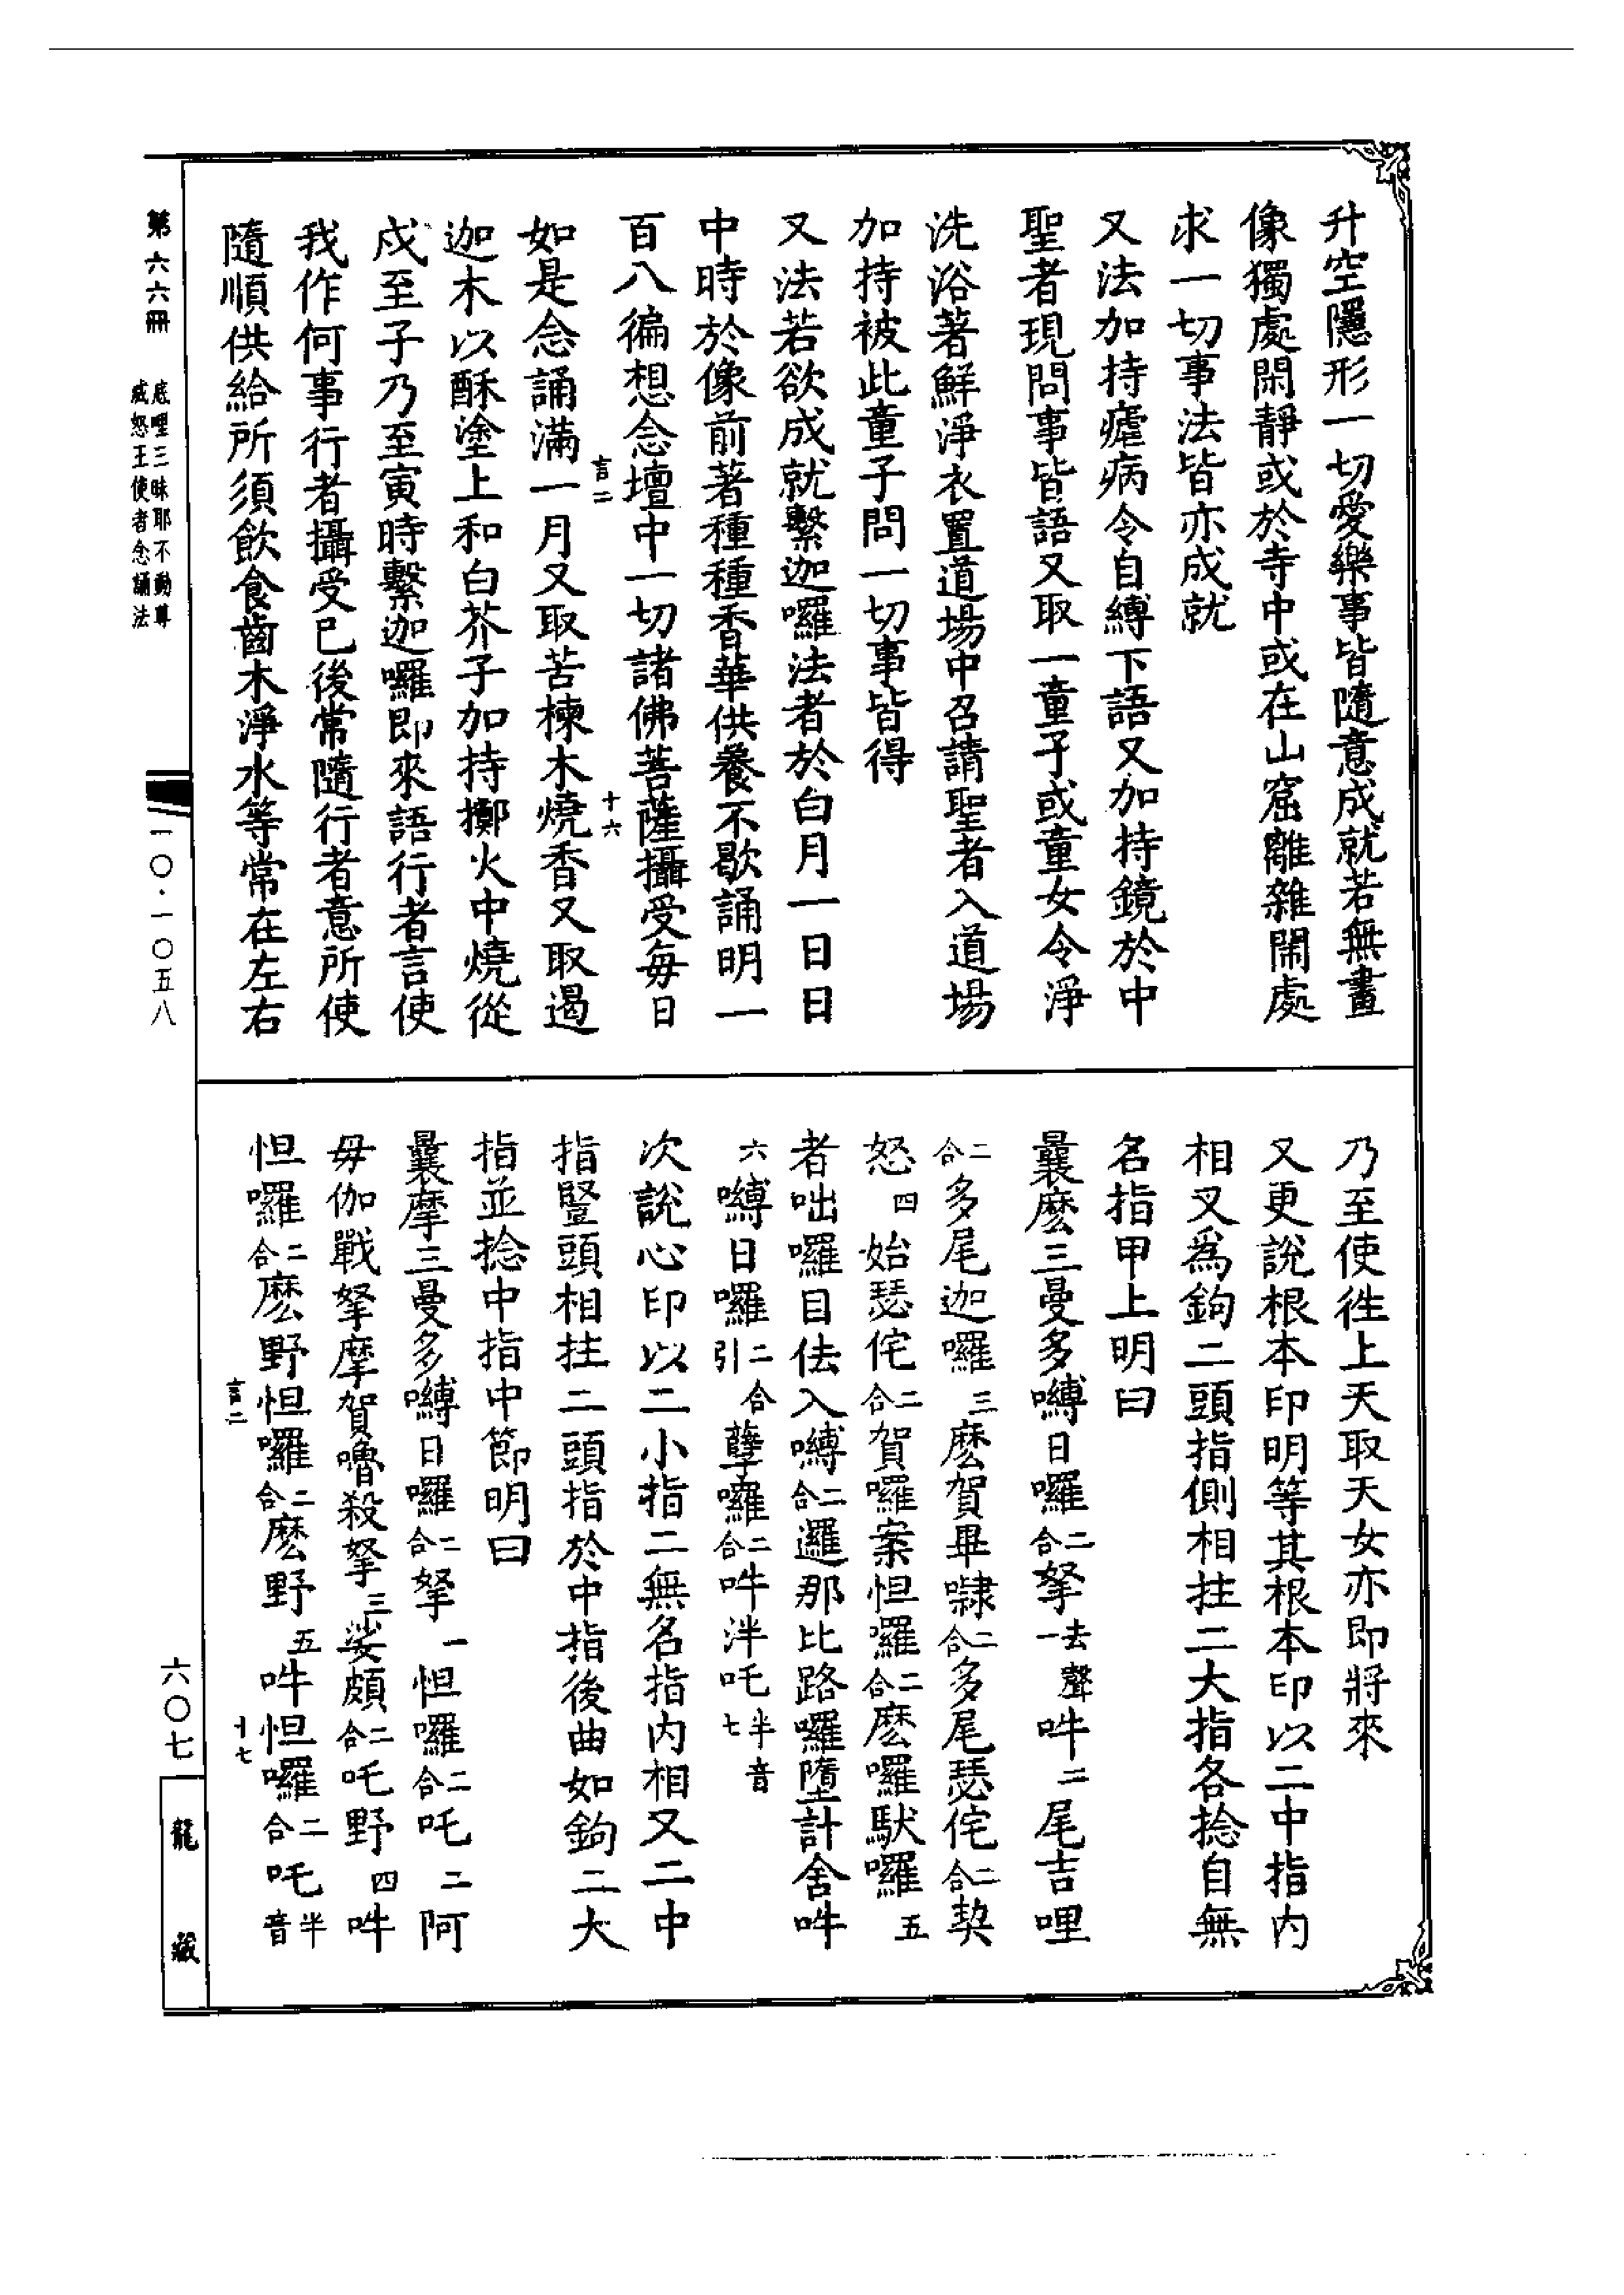 升空隱形一切愛樂事皆隨意成就若無畫
像獨處閑靜或於寺中或在山窟離雜鬧處
求一切事法皆亦成就
又法加持瘧病令自縛下語又加持鏡於中
聖者現問事皆語又取一童子或童女令淨
洗浴著鮮淨衣置道場中召請聖者入道場
加持被此童子問一切事皆得
又法若欲成就繫迦囉法者於白月一日日
中時於像前著種種香華供養不歇誦明一
百八徧想念壇中一切諸佛菩薩攝受每日
言二 十六
如是念誦滿一月又取苦楝木燒香又取遏
迦木以酥塗上和白芥子加持擲火中燒從
戍至子乃至寅時繫迦囉即來語行者言使
我作何事行者攝受已後常隨行者意所使
隨順供給所須飲食齒木淨水等常在左右
乃至使徃上天取天女亦即將來
又更說根本印明等其根本印以二中指內
相叉為鉤二頭指側相拄二大指各捻自無
名指甲上明曰
曩麼三曼多嚩日囉二合拏去聲一吽二尾吉哩
二合多尾迦囉三麼賀畢㘑二合多尾瑟侘二合契
怒四始瑟侘二合賀囉案怛囉二合麼囉馱囉五
者咄囉目佉入嚩二合邏那比路囉墮計舍吽
六嚩日囉二合引孽囉二合吽泮吒半音七
次說心印以二小指二無名指內相叉二中
指豎頭相拄二頭指於中指後曲如鉤二大
指並捻中指中節明曰
曩摩三曼多嚩日囉二合拏一怛囉二合吒二阿
毋伽戰拏摩賀嚕殺拏三娑頗二合吒野四吽
怛囉二合麼野怛囉二合麼野五吽怛囉二合吒半音
言二 十七
第六六冊
底哩三昧耶不動尊
威怒王使者念誦法
一〇·一〇五八
六〇七
龍藏